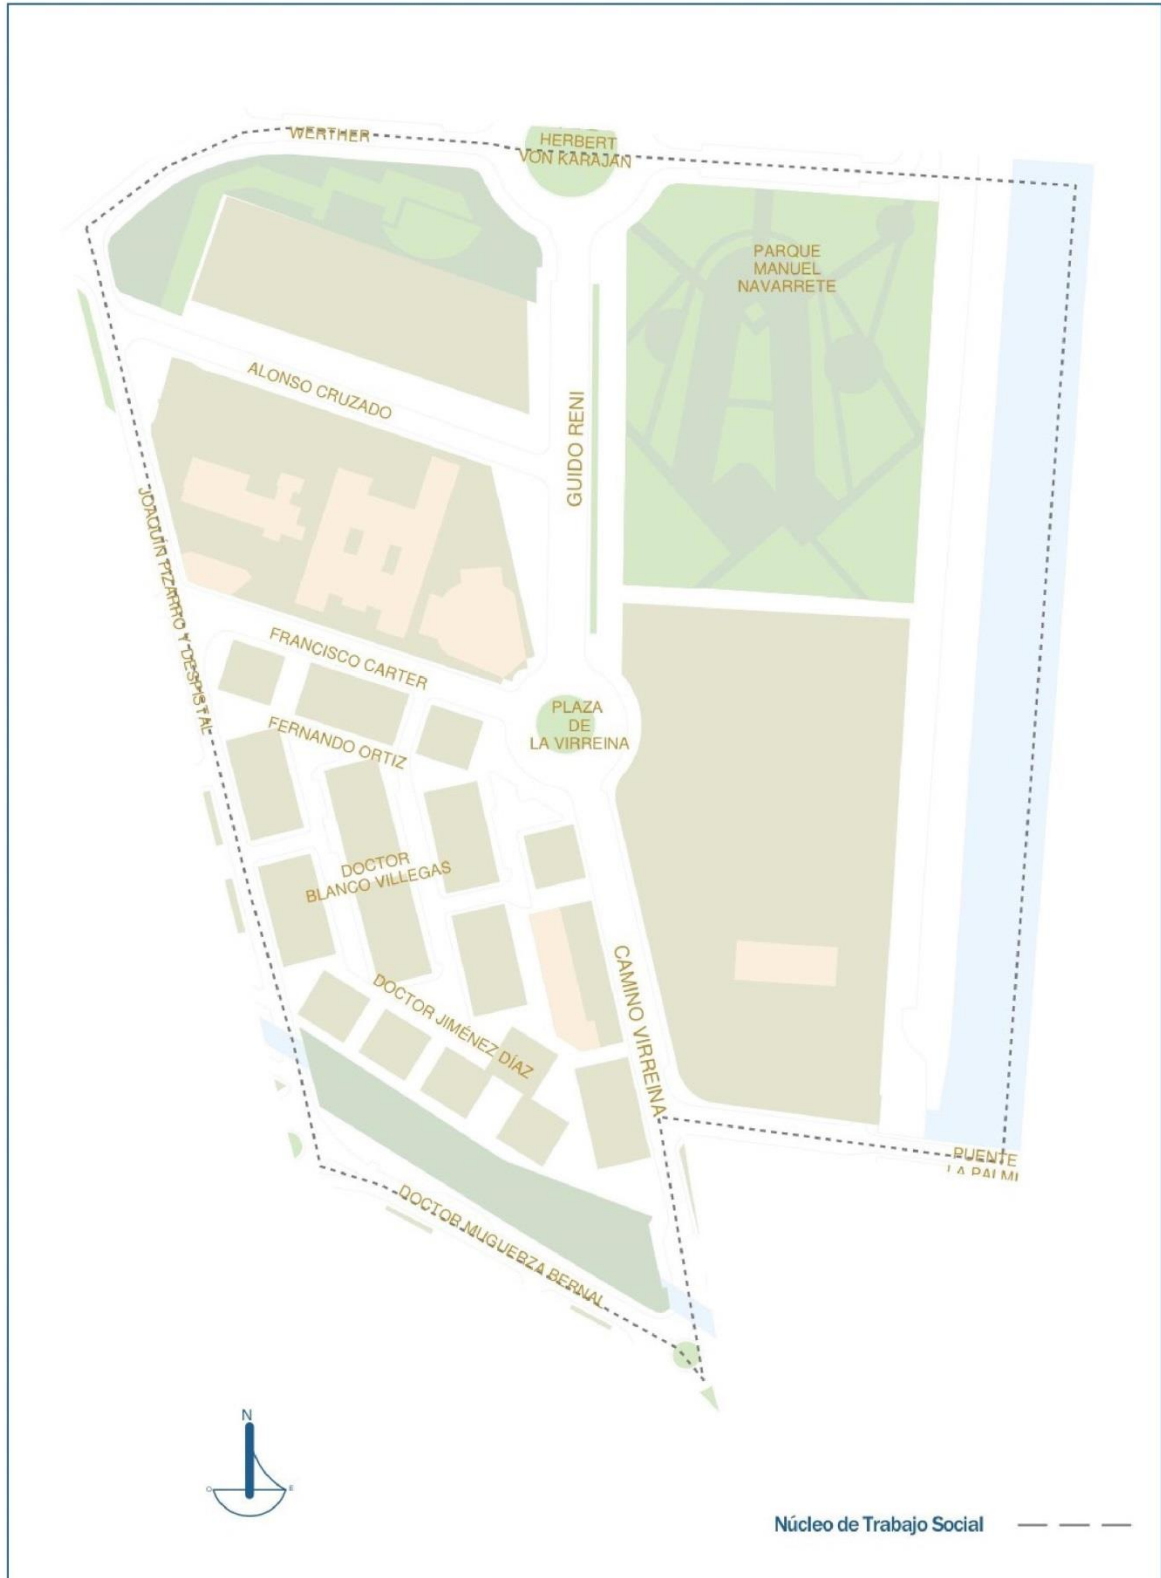 WERTHER
HERBERT
VON KARAJAN
PARQUE
MANUEL
NAVARRETE
ALONSO CRUZADO
GUIDO RENI
JOAQUÍN PIZARRO Y DESPISTAL
FRANCISCO CARTER
PLAZA
DE
LA VIRREINA
FERNANDO ORTIZ
DOCTOR
BLANCO VILLEGAS
CAMINO VIRREINA
DOCTOR JIMÉNEZ DÍAZ
PUENTE
LA PALMI
DOCTOR MUGUERZA BERNAL
N
O
E
Núcleo de Trabajo Social